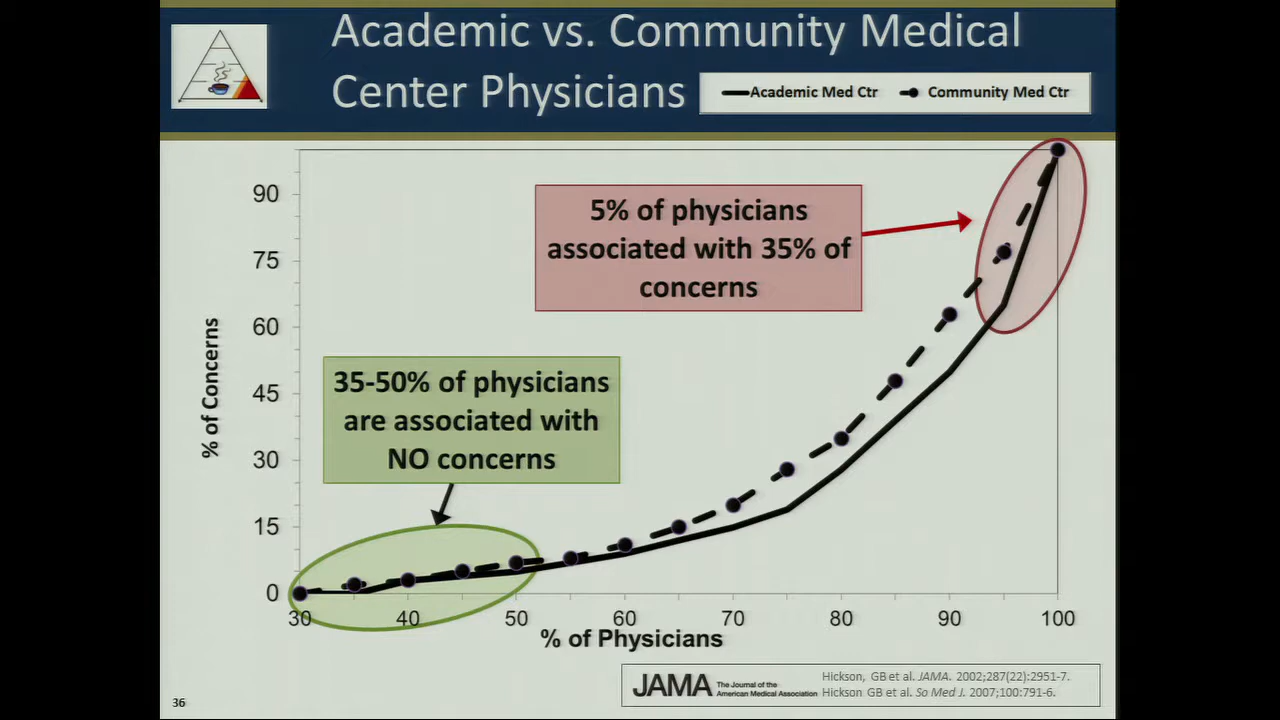 Academic vs. Community Medical
Center Physicians
Academic Med Ctr
Community Med Ctr
90
75
60
45
30
15
0
% of Concerns
5% of physicians
associated with 35% of
concerns
35-50% of physicians
are associated with
NO concerns
30
40
50
60
70
80
90
100
% of Physicians
JAMA
The Journal of the
American Medical Association
Hickson, GB et al. JAMA. 2002;287(22):2951-7.
Hickson GB et al. So Med J. 2007;100:791-6.
36